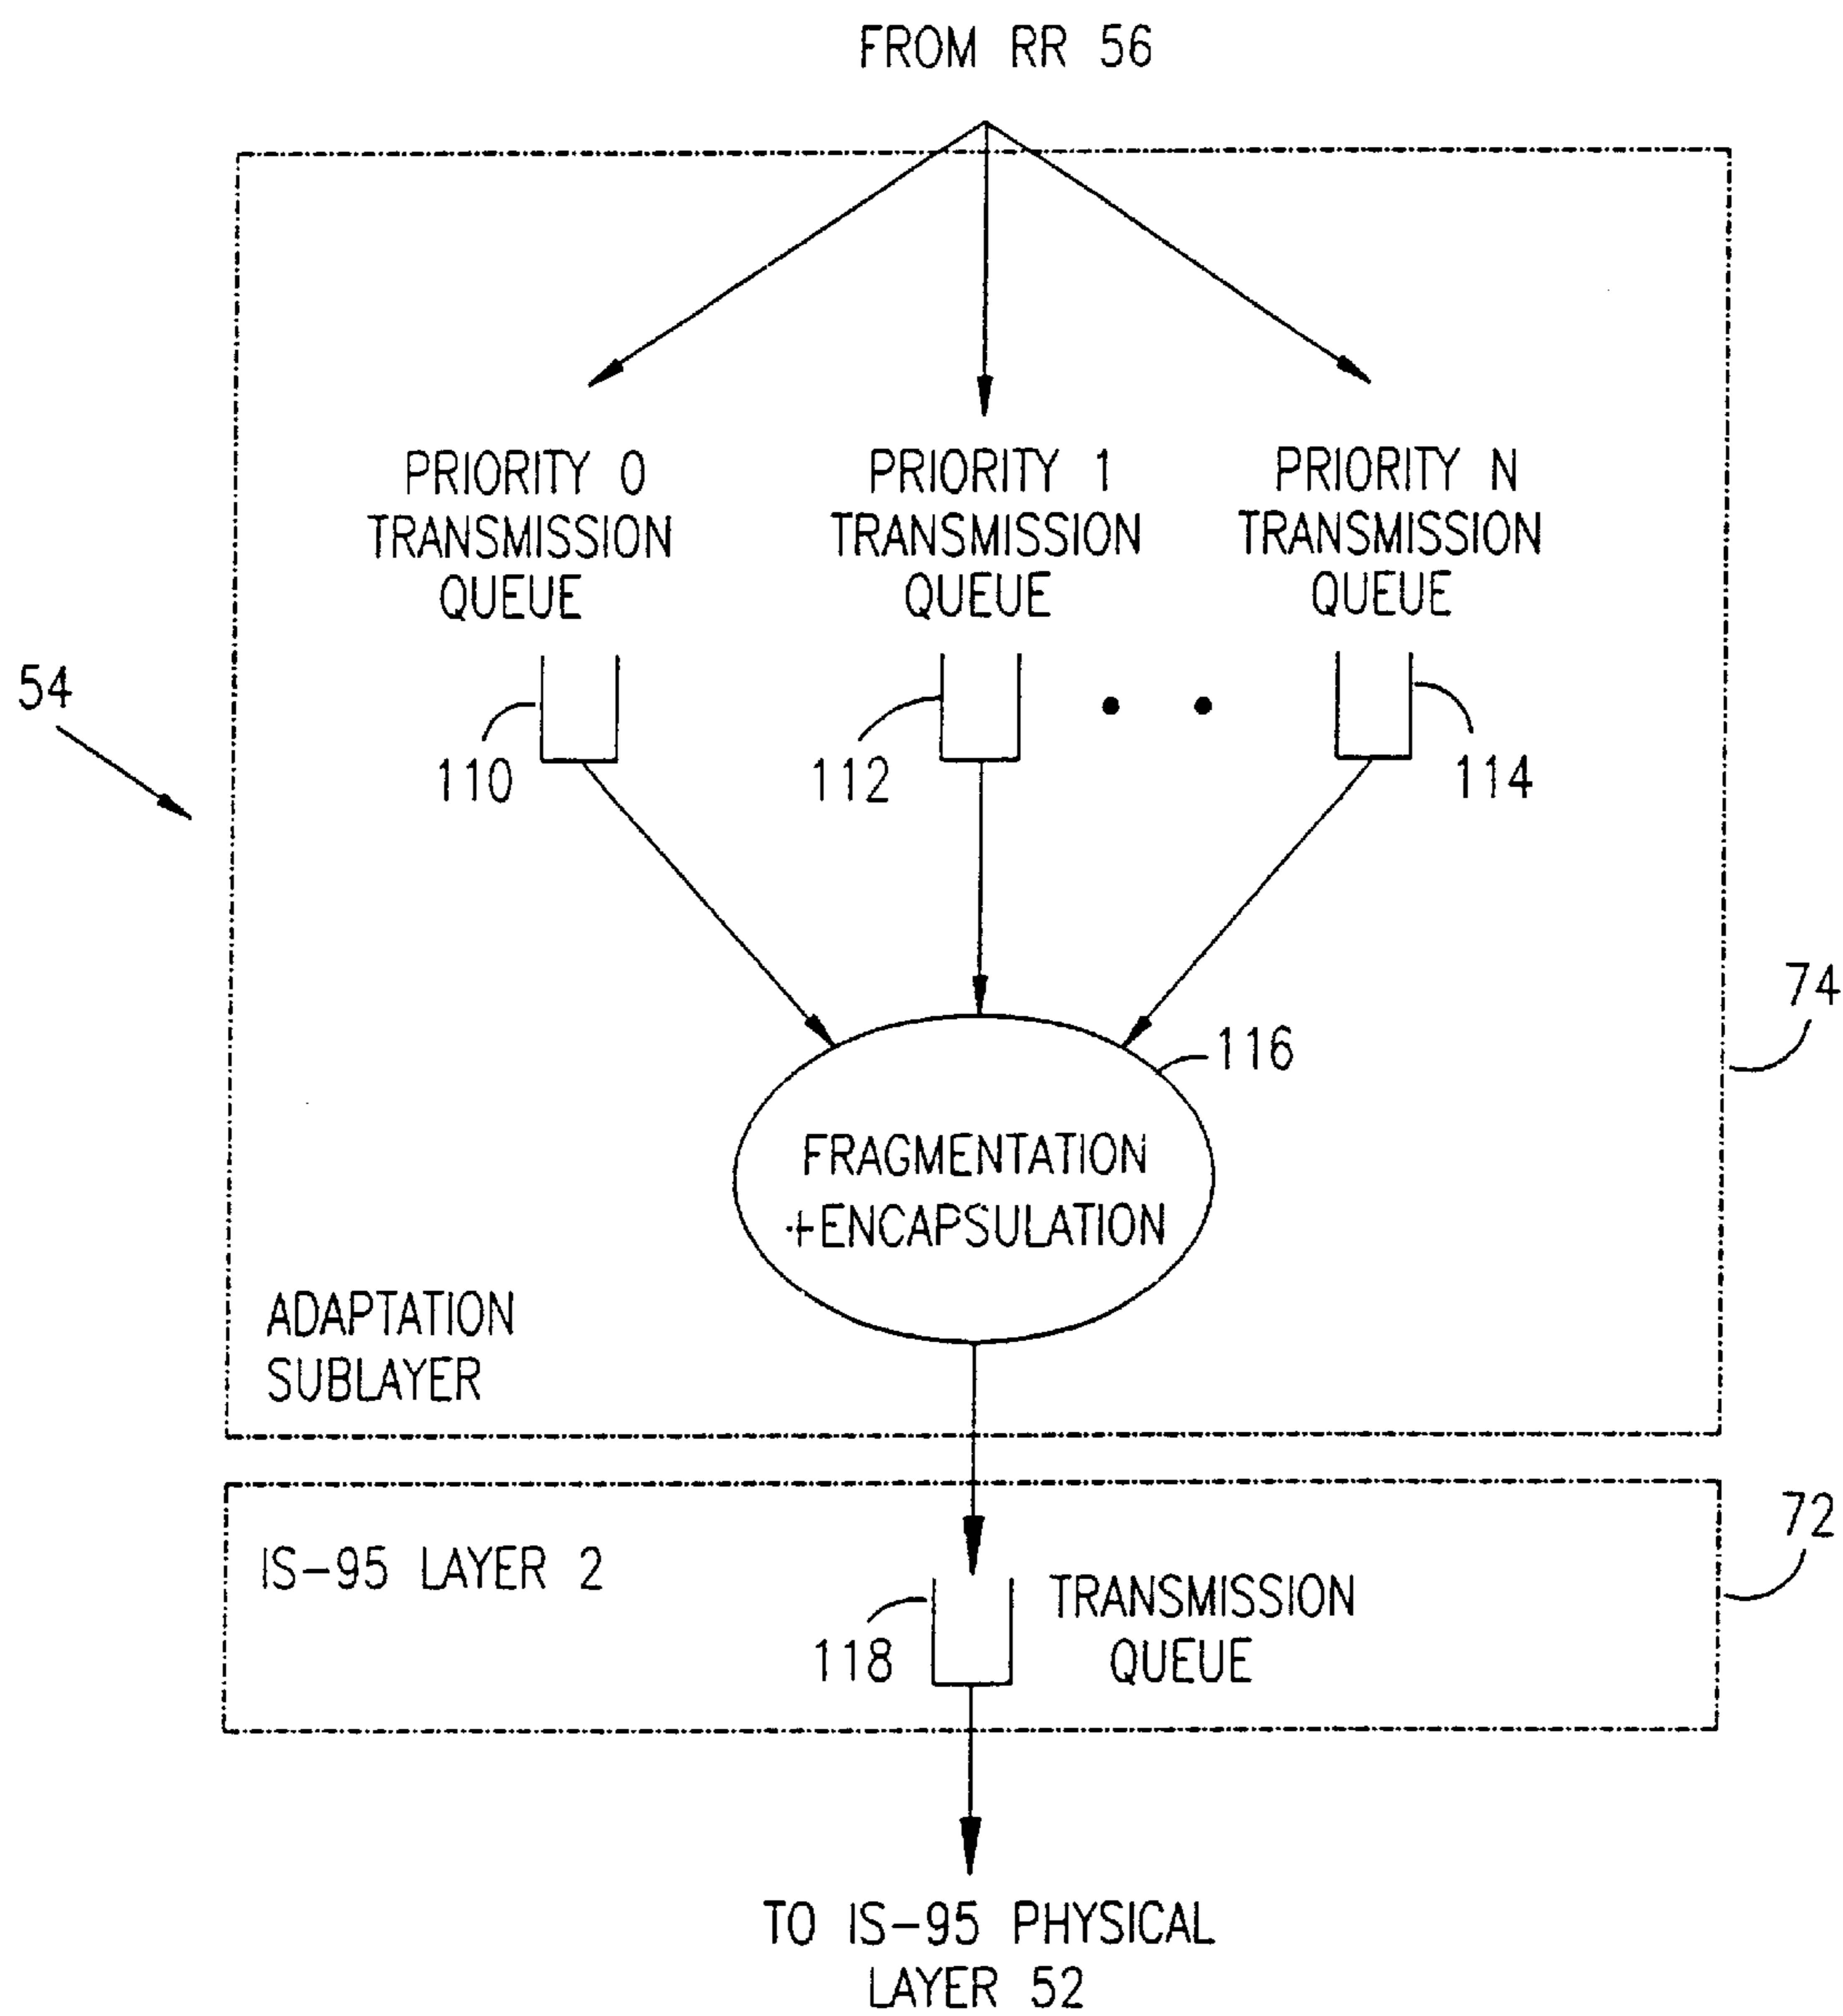 FROM RR 56
PRIORITY 0
TRANSMISSION
QUEUE
PRIORITY 1
TRANSMISSION
QUEUE
PRIORITY N
TRANSMISSION
QUEUE
54
110
112
114
74
116
FRAGMENTATION
+ENCAPSULATION
ADAPTATION
SUBLAYER
72
IS-95 LAYER 2
118
TRANSMISSION
QUEUE
TO IS-95 PHYSICAL
LAYER 52